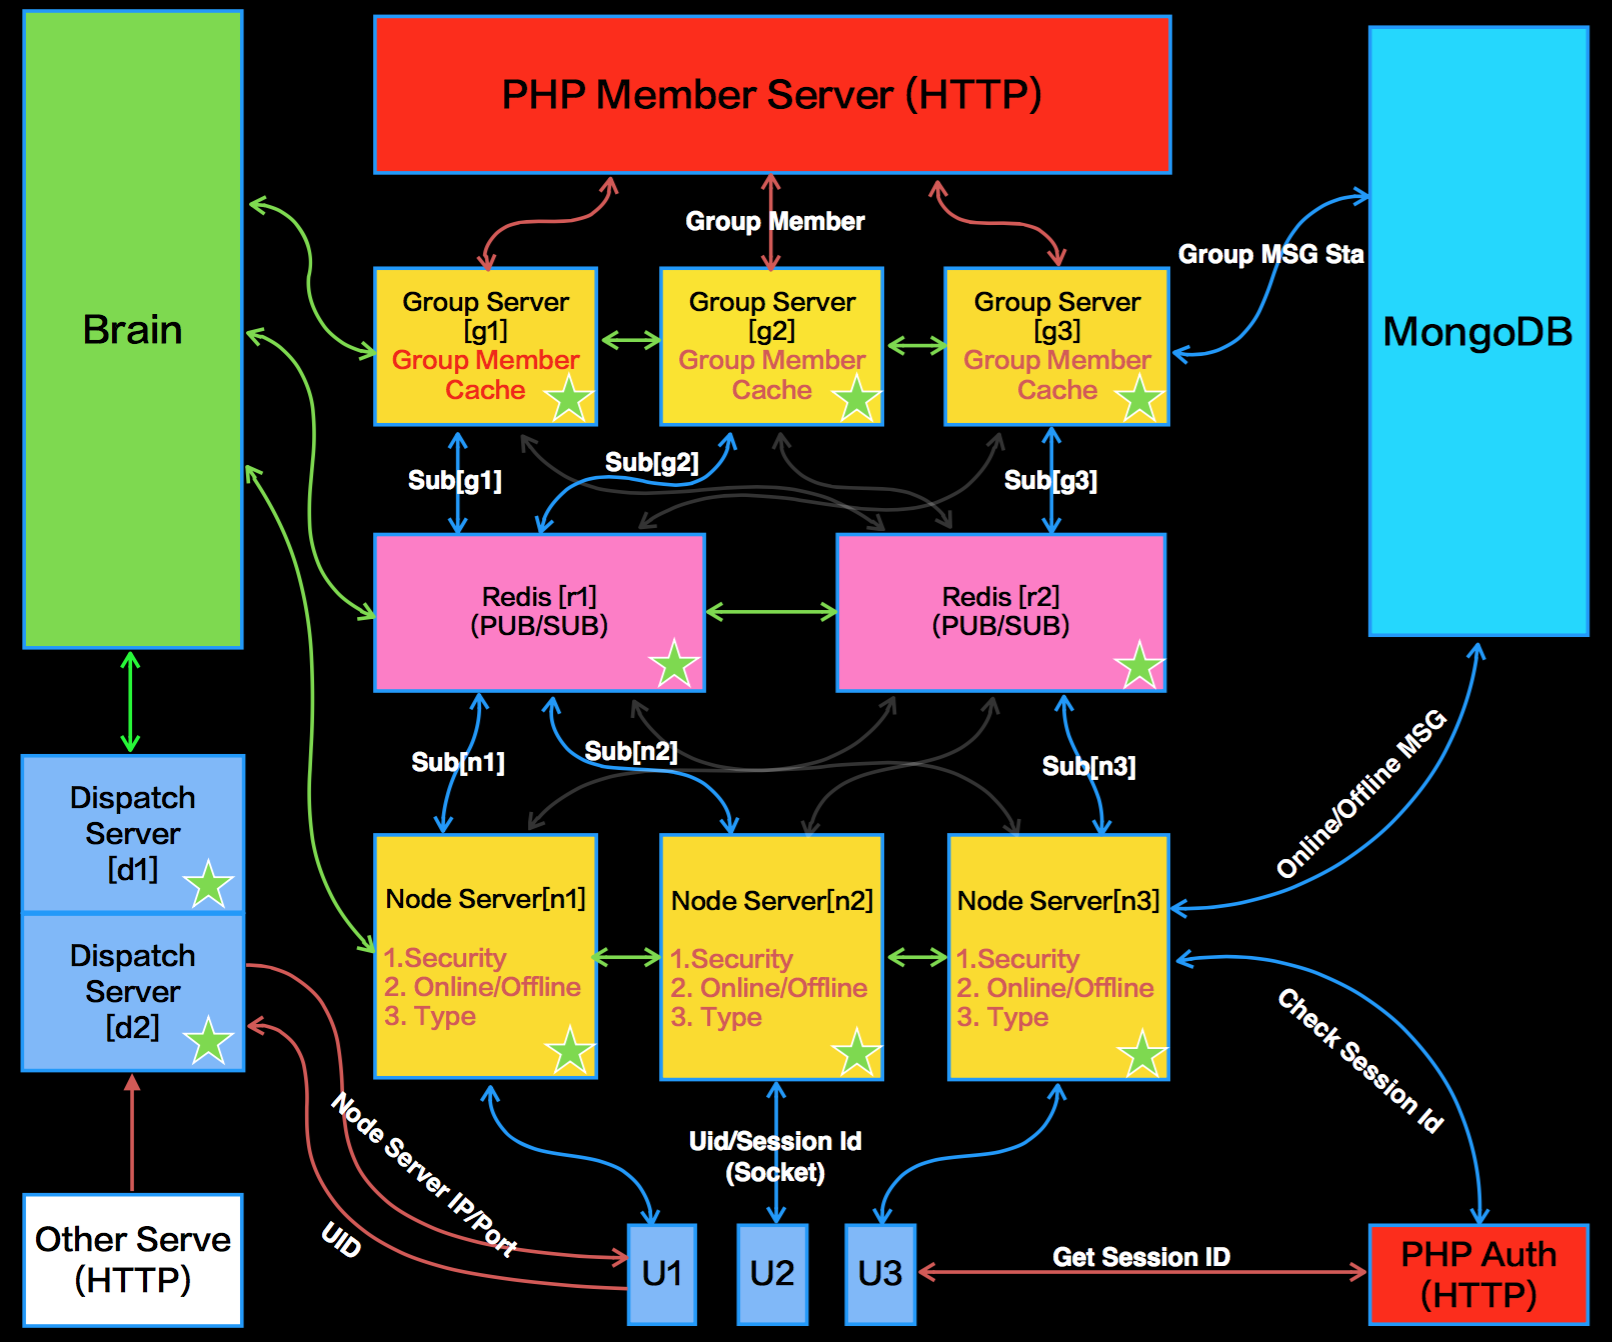 PHP Member Server (HTTP)
Brain
MongoDB
Group Member
Group MSG Sta
Group Server
[g1]
Group Member
Cache
Group Server
[g2]
Group Member
Cache
Group Server
[g3]
Group Member
Cache
Sub[g1]
Sub[g2]
Sub[g3]
Redis [r1]
(PUB/SUB)
Redis [r2]
(PUB/SUB)
Sub[n1]
Sub[n2]
Sub[n3]
Online/Offline MSG
Dispatch
Server
[d1]
Dispatch
Server
[d2]
Node Server[n1]
1.Security
2. Online/Offline
3. Type
Node Server[n2]
1.Security
2. Online/Offline
3. Type
Node Server[n3]
1.Security
2. Online/Offline
3. Type
Check Session Id
Node Server IP/Port
UID
Uid/Session Id
(Socket)
Other Serve
(HTTP)
U1
U2
U3
Get Session ID
PHP Auth
(HTTP)